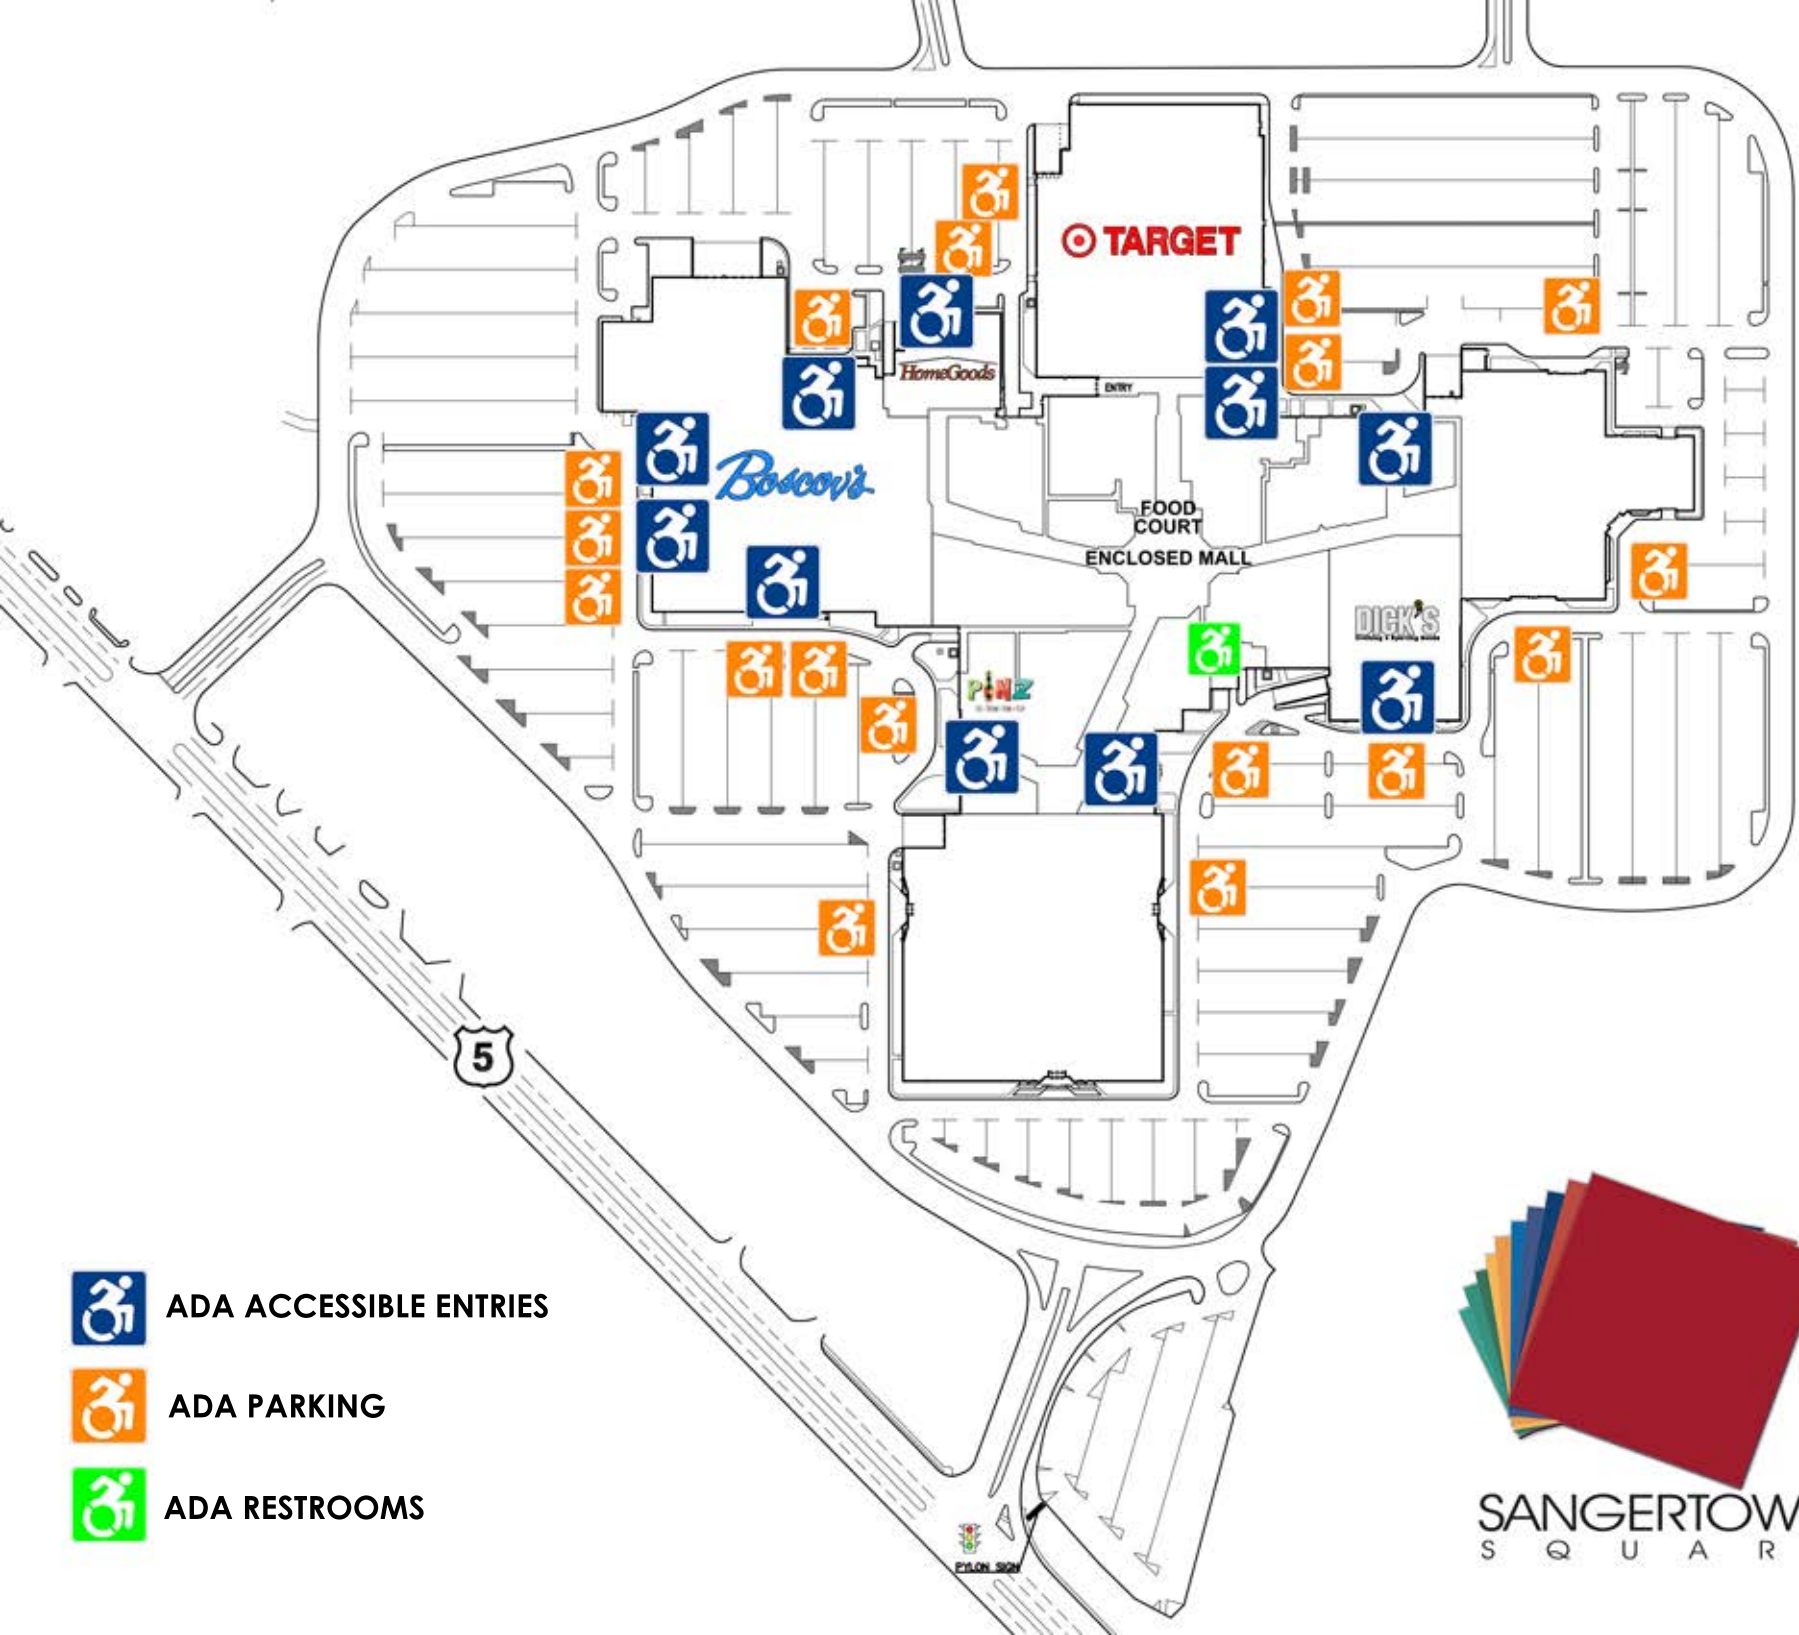 TARGET
HomeGoods
ENTRY
Boscov's
FOOD
COURT
ENCLOSED MALL
DICK'S
PiNZ
5
ADA ACCESSIBLE ENTRIES
ADA PARKING
ADA RESTROOMS
PYLON SIGN
SANGERTOW
SQUAR